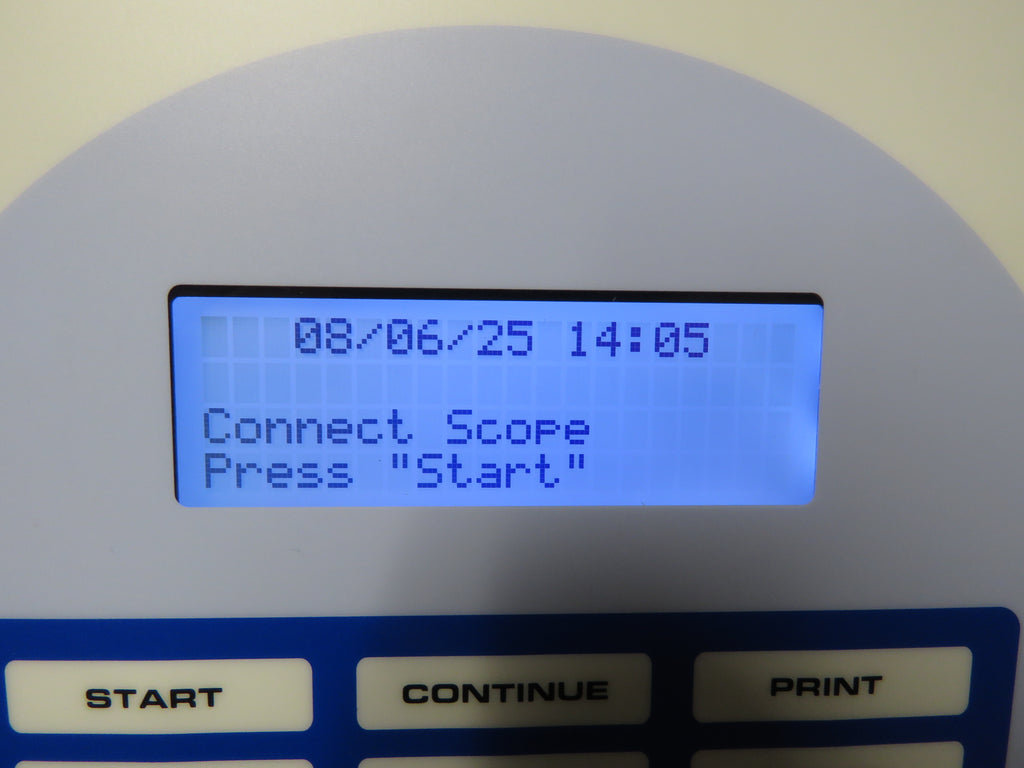 08/06/25 14:05
Connect Scope
Press "Start"
START CONTINUE PRINT